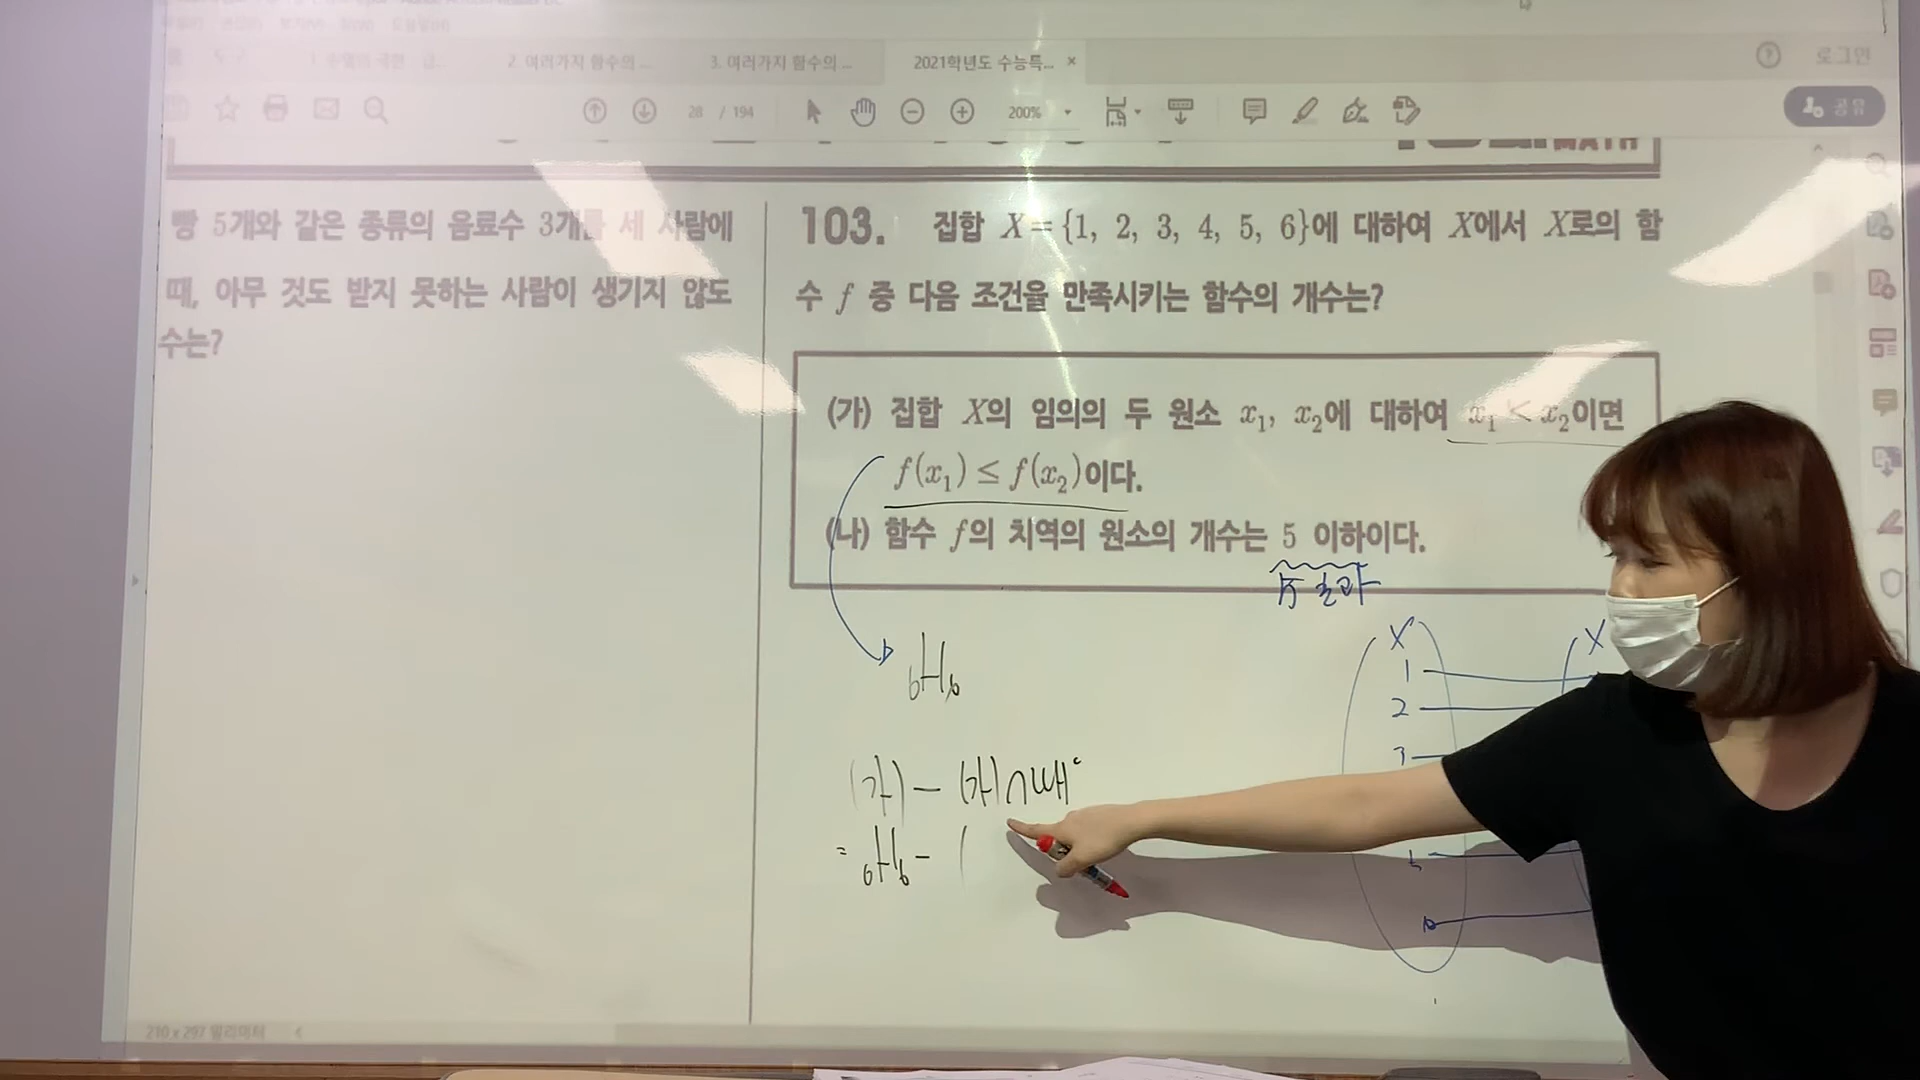 2. 여러가지 함수의 ...
3. 여러가지 함수의 ...
2021학년도 수능특... ×
로그인
28 / 194
200%
공유
MATH
빵 5개와 같은 종류의 음료수 3개를 세 사람에
때, 아무 것도 받지 못하는 사람이 생기지 않도
수는?
103. 집합 X={1, 2, 3, 4, 5, 6}에 대하여 X에서 X로의 함
수 f 중 다음 조건을 만족시키는 함수의 개수는?
(가) 집합 X의 임의의 두 원소 x₁, x₂에 대하여 x₁ < x₂이면
f(x₁) ≤ f(x₂)이다.
(나) 함수 f의 치역의 원소의 개수는 5 이하이다.
₆H₆
(가) - (가)∩(나)ᶜ
= ₆H₆ - (
X X
1
2
3
5
6
210 x 297 밀리미터